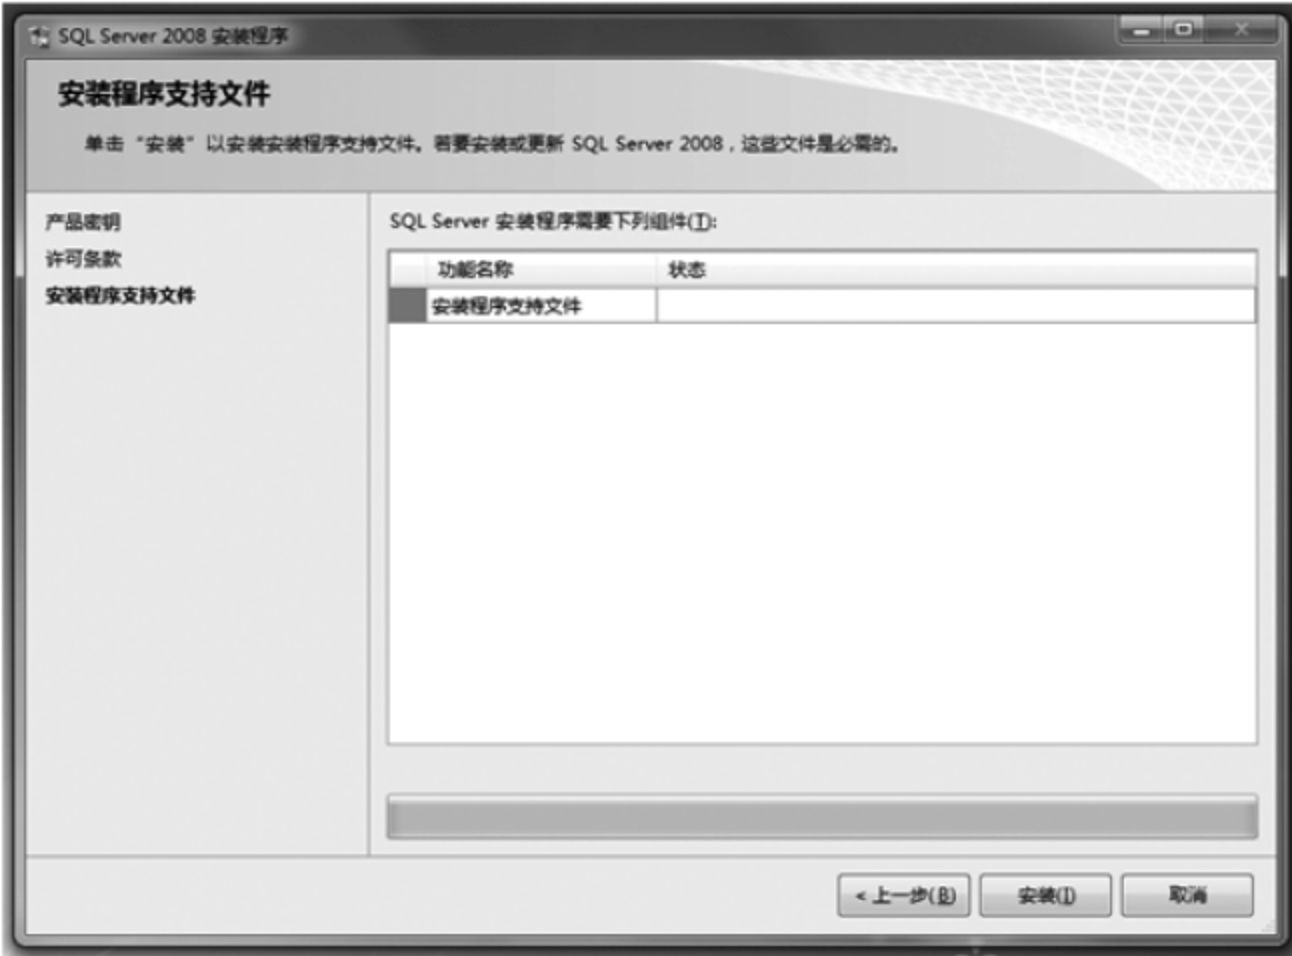 SQL Server 2008 安装程序
安装程序支持文件
单击“安装”以安装安装程序支持文件。若要安装或更新 SQL Server 2008，这些文件是必需的。
产品密钥
许可条款
安装程序支持文件
SQL Server 安装程序需要下列组件(T):
功能名称 状态
安装程序支持文件
< 上一步(B) 安装(I) 取消